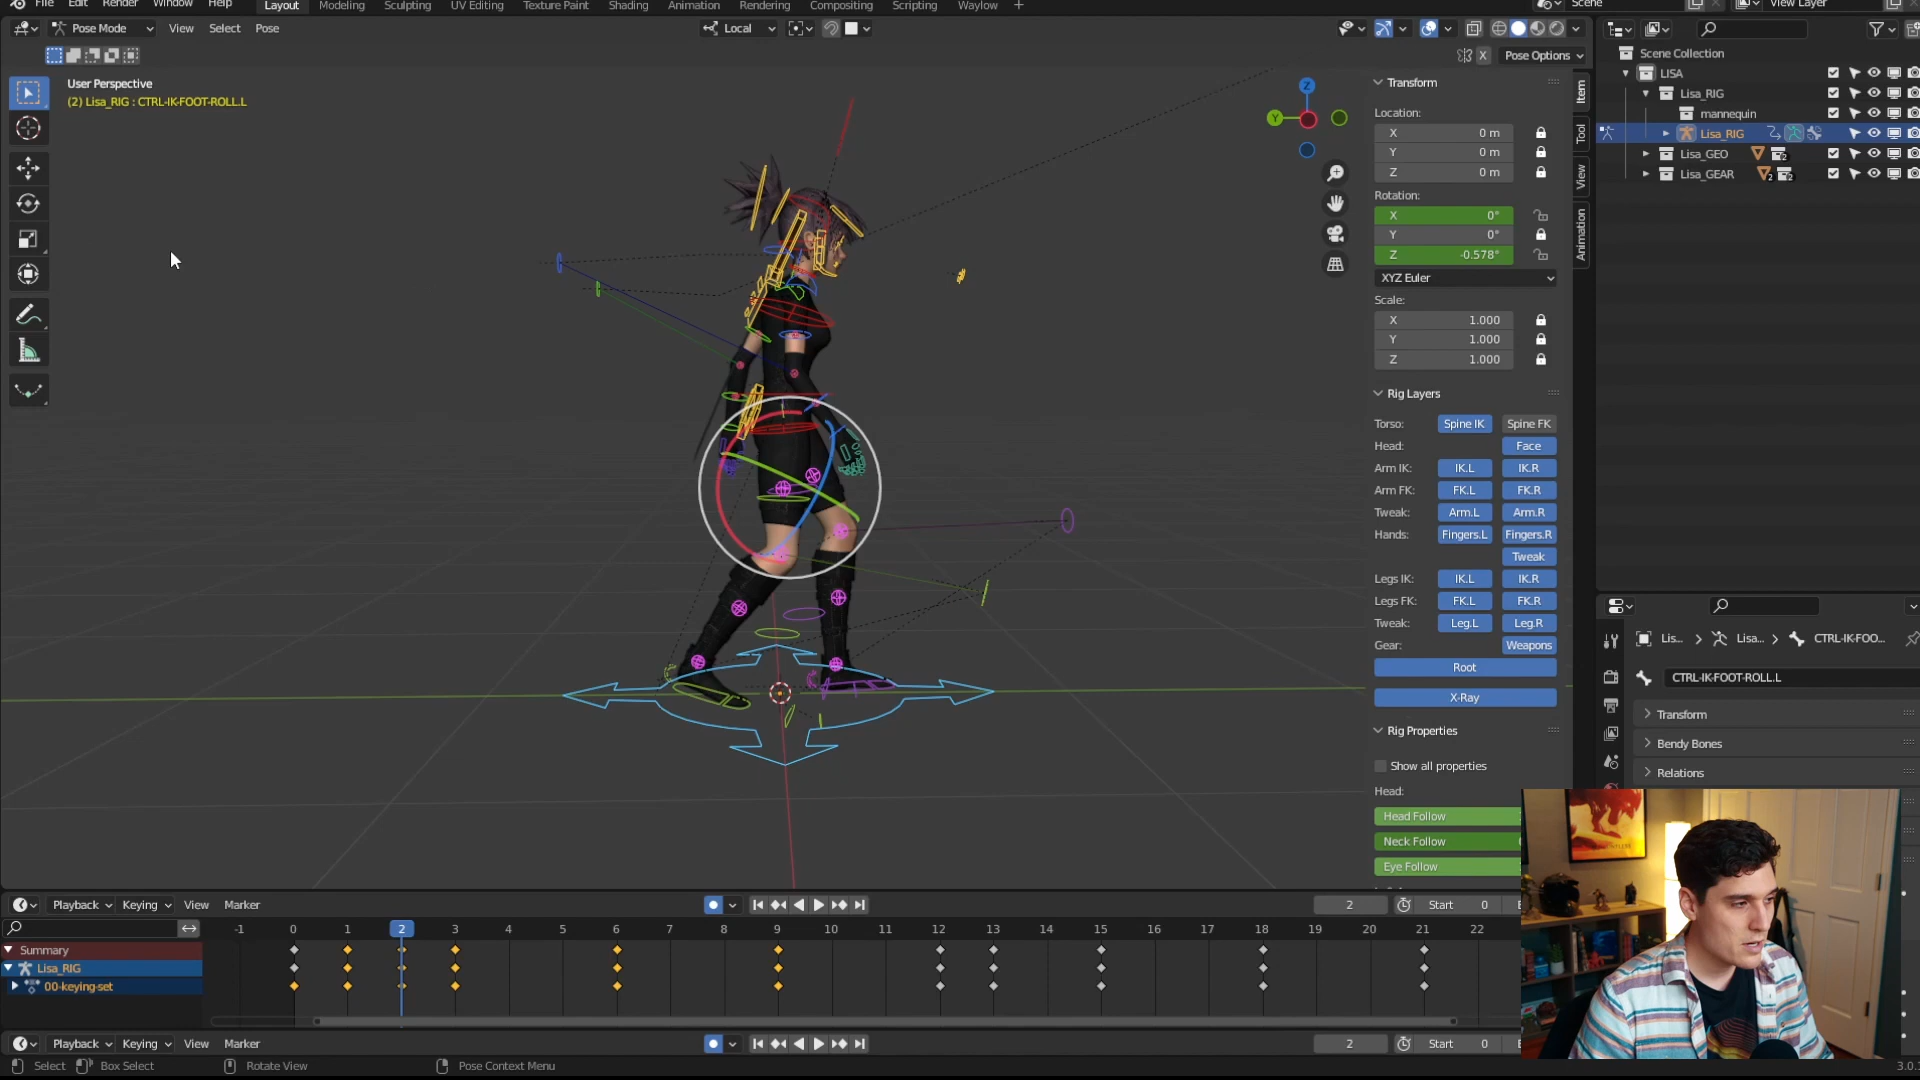 File Edit Render Window Help Layout Modeling Sculpting UV Editing Texture Paint Shading Animation Rendering Compositing Scripting Waylow + Scene View Layer
Pose Mode View Select Pose Local
X Pose Options
User Perspective
(2) Lisa_RIG : CTRL-IK-FOOT-ROLL.L
Z
Y
Transform
Location:
X 0 m
Y 0 m
Z 0 m
Rotation:
X 0°
Y 0°
Z -0.578°
XYZ Euler
Scale:
X 1.000
Y 1.000
Z 1.000
Rig Layers
Torso: Spine IK Spine FK
Head: Face
Arm IK: IK.L IK.R
Arm FK: FK.L FK.R
Tweak: Arm.L Arm.R
Hands: Fingers.L Fingers.R
Tweak
Legs IK: IK.L IK.R
Legs FK: FK.L FK.R
Tweak: Leg.L Leg.R
Gear: Weapons
Root
X-Ray
Rig Properties
Show all properties
Head:
Head Follow
Neck Follow
Eye Follow
Item
Tool
View
Animation
Scene Collection
LISA
Lisa_RIG
mannequin
Lisa_RIG
Lisa_GEO
2
Lisa_GEAR
2 2
Lis... Lisa... CTRL-IK-FOO...
CTRL-IK-FOOT-ROLL.L
Transform
Bendy Bones
Relations
Playback Keying View Marker 2 Start 0
-1 0 1 2 3 4 5 6 7 8 9 10 11 12 13 14 15 16 17 18 19 20 21 22
Summary
Lisa_RIG
00-keying-set
Playback Keying View Marker 2 Start 0
Select Box Select Rotate View Pose Context Menu 3.0.